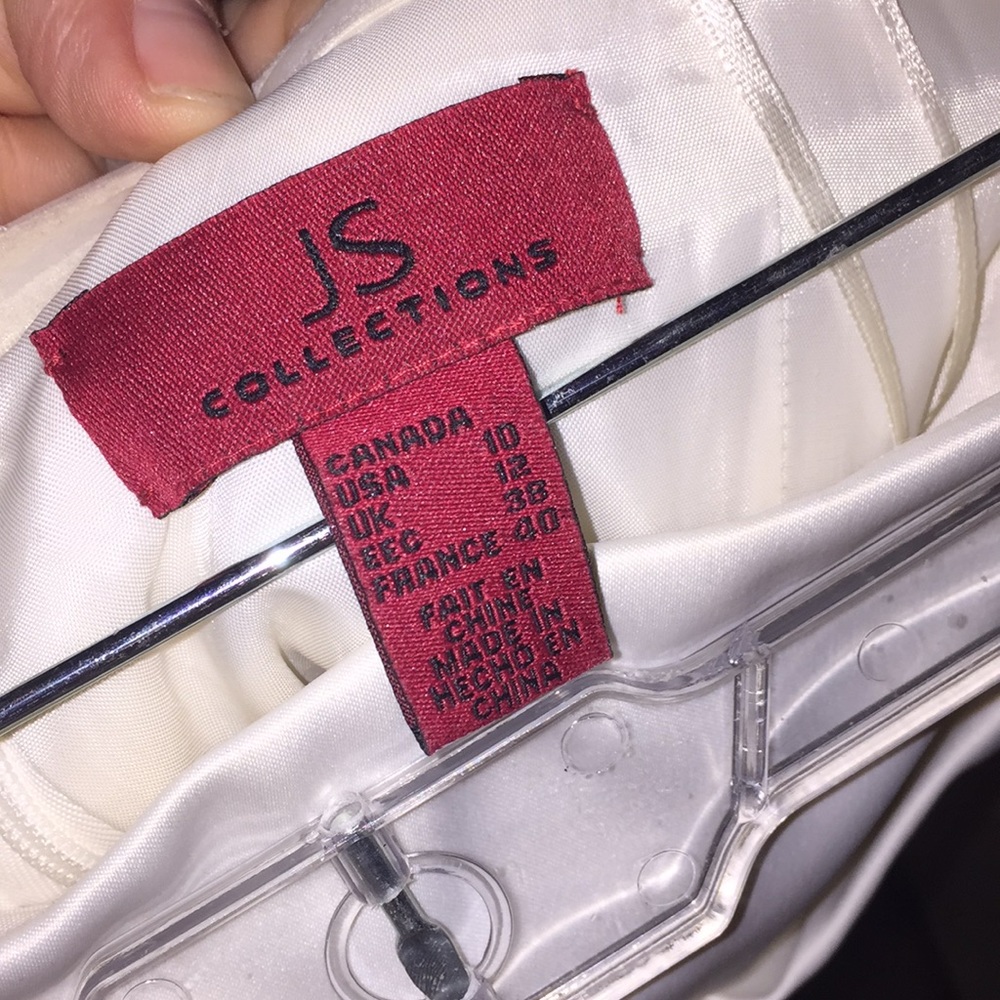 JS
COLLECTIONS
CANADA
USA 10
UK 12
EEC 38
FRANCE 40
FAIT EN
CHINE
MADE IN
HECHO EN
CHINA